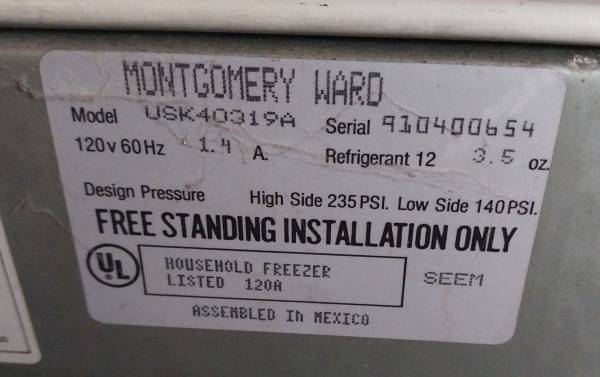 MONTGOMERY WARD
Model USK40319A Serial 910400654
120v 60Hz 1.4 A. Refrigerant 12 3.5 oz.
Design Pressure High Side 235 PSI. Low Side 140 PSI.
FREE STANDING INSTALLATION ONLY
UL HOUSEHOLD FREEZER SEEM
LISTED 120A
ASSEMBLED In MEXICO